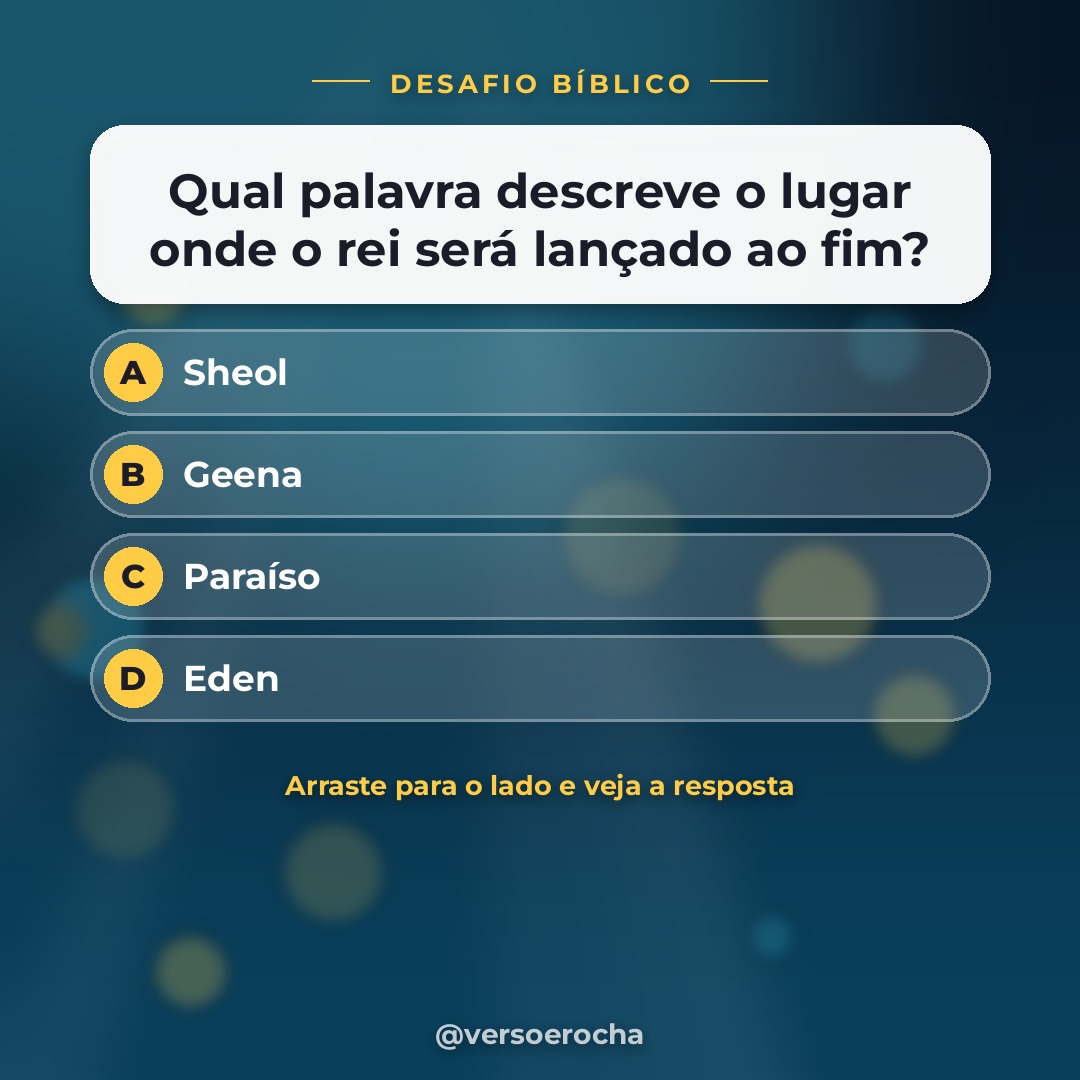 DESAFIO BÍBLICO
Qual palavra descreve o lugar
onde o rei será lançado ao fim?
A Sheol
B Geena
C Paraíso
D Eden
Arraste para o lado e veja a resposta
@versoerocha